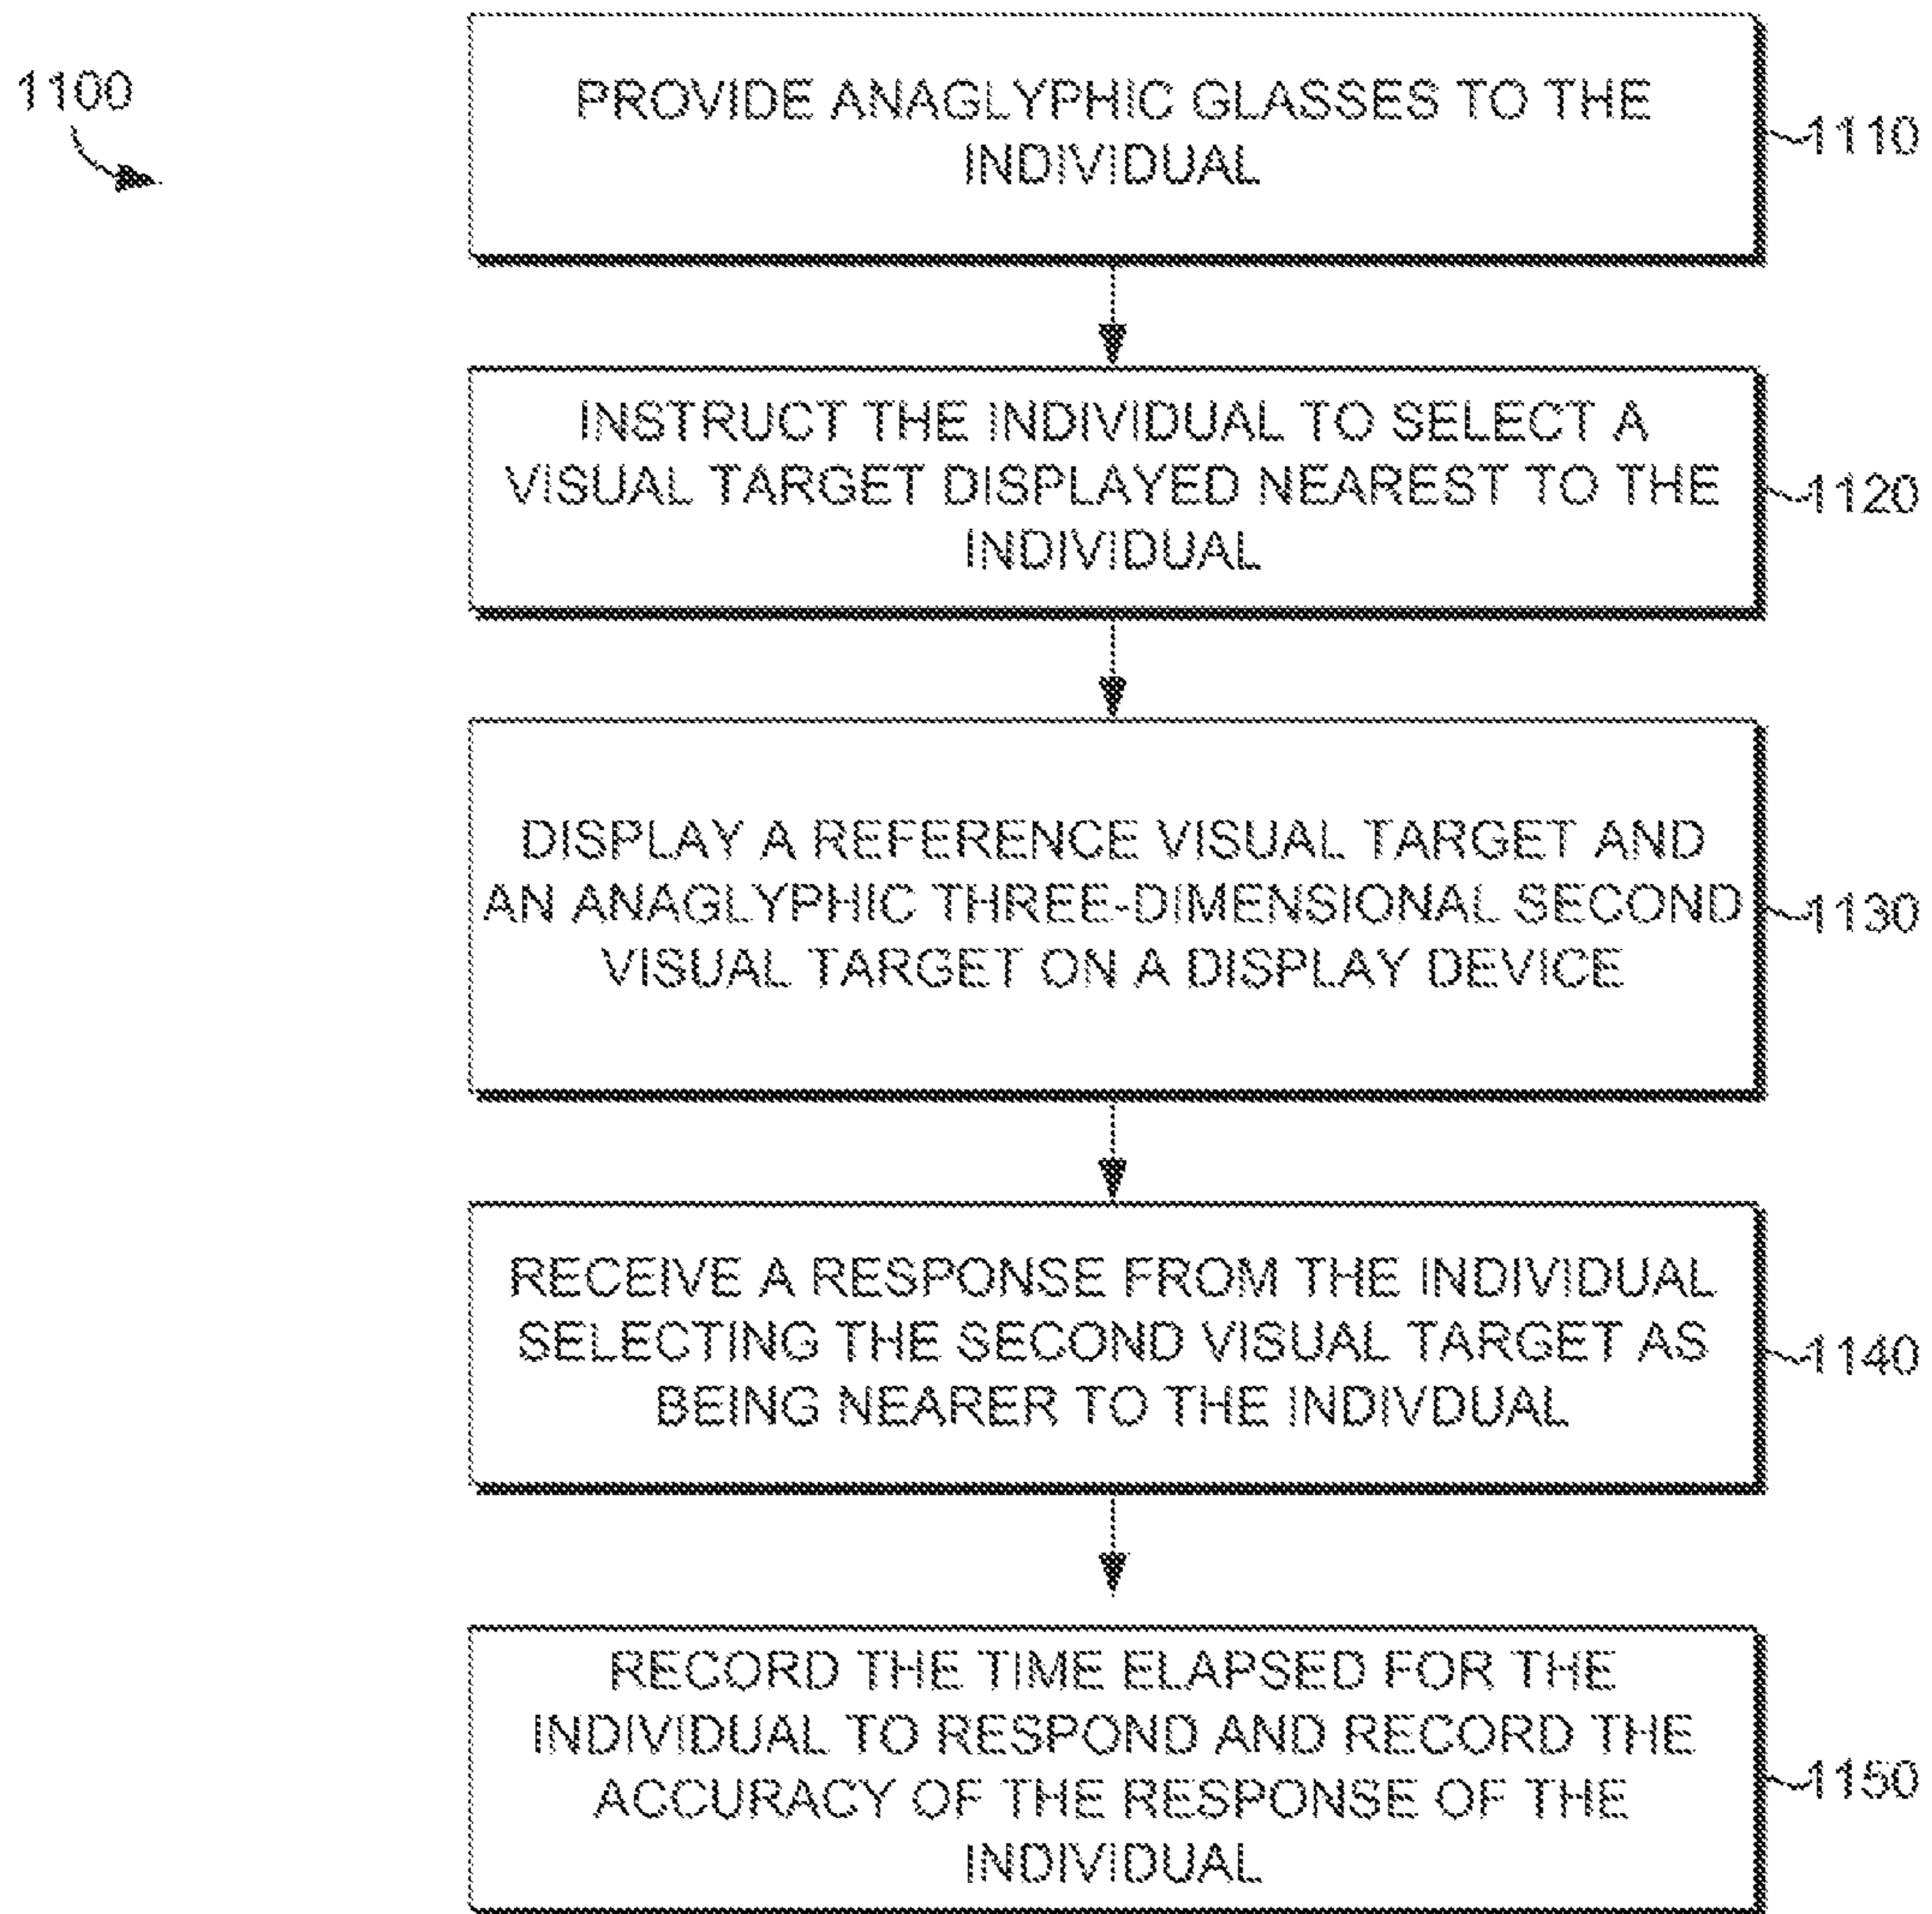 1100
PROVIDE ANAGLYPHIC GLASSES TO THE
INDIVIDUAL
1110
INSTRUCT THE INDIVIDUAL TO SELECT A
VISUAL TARGET DISPLAYED NEAREST TO THE
INDIVIDUAL
1120
DISPLAY A REFERENCE VISUAL TARGET AND
AN ANAGLYPHIC THREE-DIMENSIONAL SECOND
VISUAL TARGET ON A DISPLAY DEVICE
1130
RECEIVE A RESPONSE FROM THE INDIVIDUAL
SELECTING THE SECOND VISUAL TARGET AS
BEING NEARER TO THE INDIVDUAL
1140
RECORD THE TIME ELAPSED FOR THE
INDIVIDUAL TO RESPOND AND RECORD THE
ACCURACY OF THE RESPONSE OF THE
INDIVIDUAL
1150